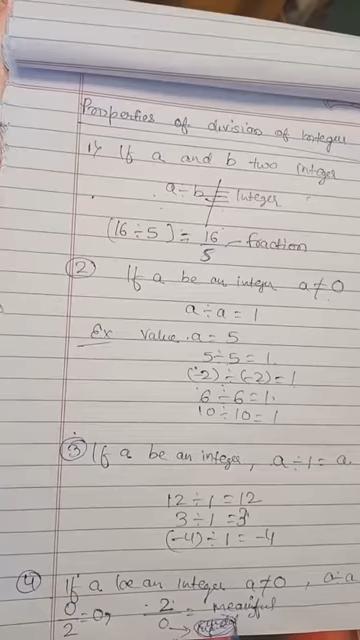 Properties of division of Integer
1) If a and b two integer
a ÷ b ≠ Integer
(16 ÷ 5) = 16/5 — fraction
② If a be an integer a ≠ 0
a ÷ a = 1
Ex value a = 5
5 ÷ 5 = 1
(-2) ÷ (-2) = 1
6 ÷ 6 = 1
10 ÷ 10 = 1
③ If a be an integer, a ÷ 1 = a
12 ÷ 1 = 12
3 ÷ 1 = 3
(-4) ÷ 1 = -4
④ If a be an integer a ≠ 0,
0/2 = 0, 2/0 =